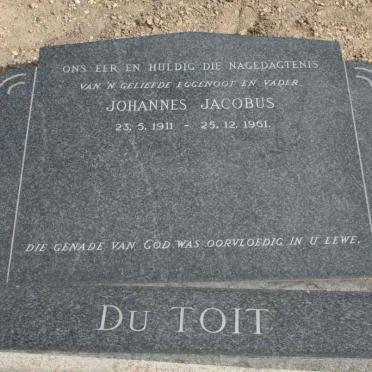 ONS EER EN HULDIG DIE NAGEDAGTENIS
VAN 'N GELIEFDE EGGENOOT EN VADER
JOHANNES JACOBUS
23.5.1911 - 25.12.1961.
DIE GENADE VAN GOD WAS OORVLOEDIG IN U LEWE.
DU TOIT